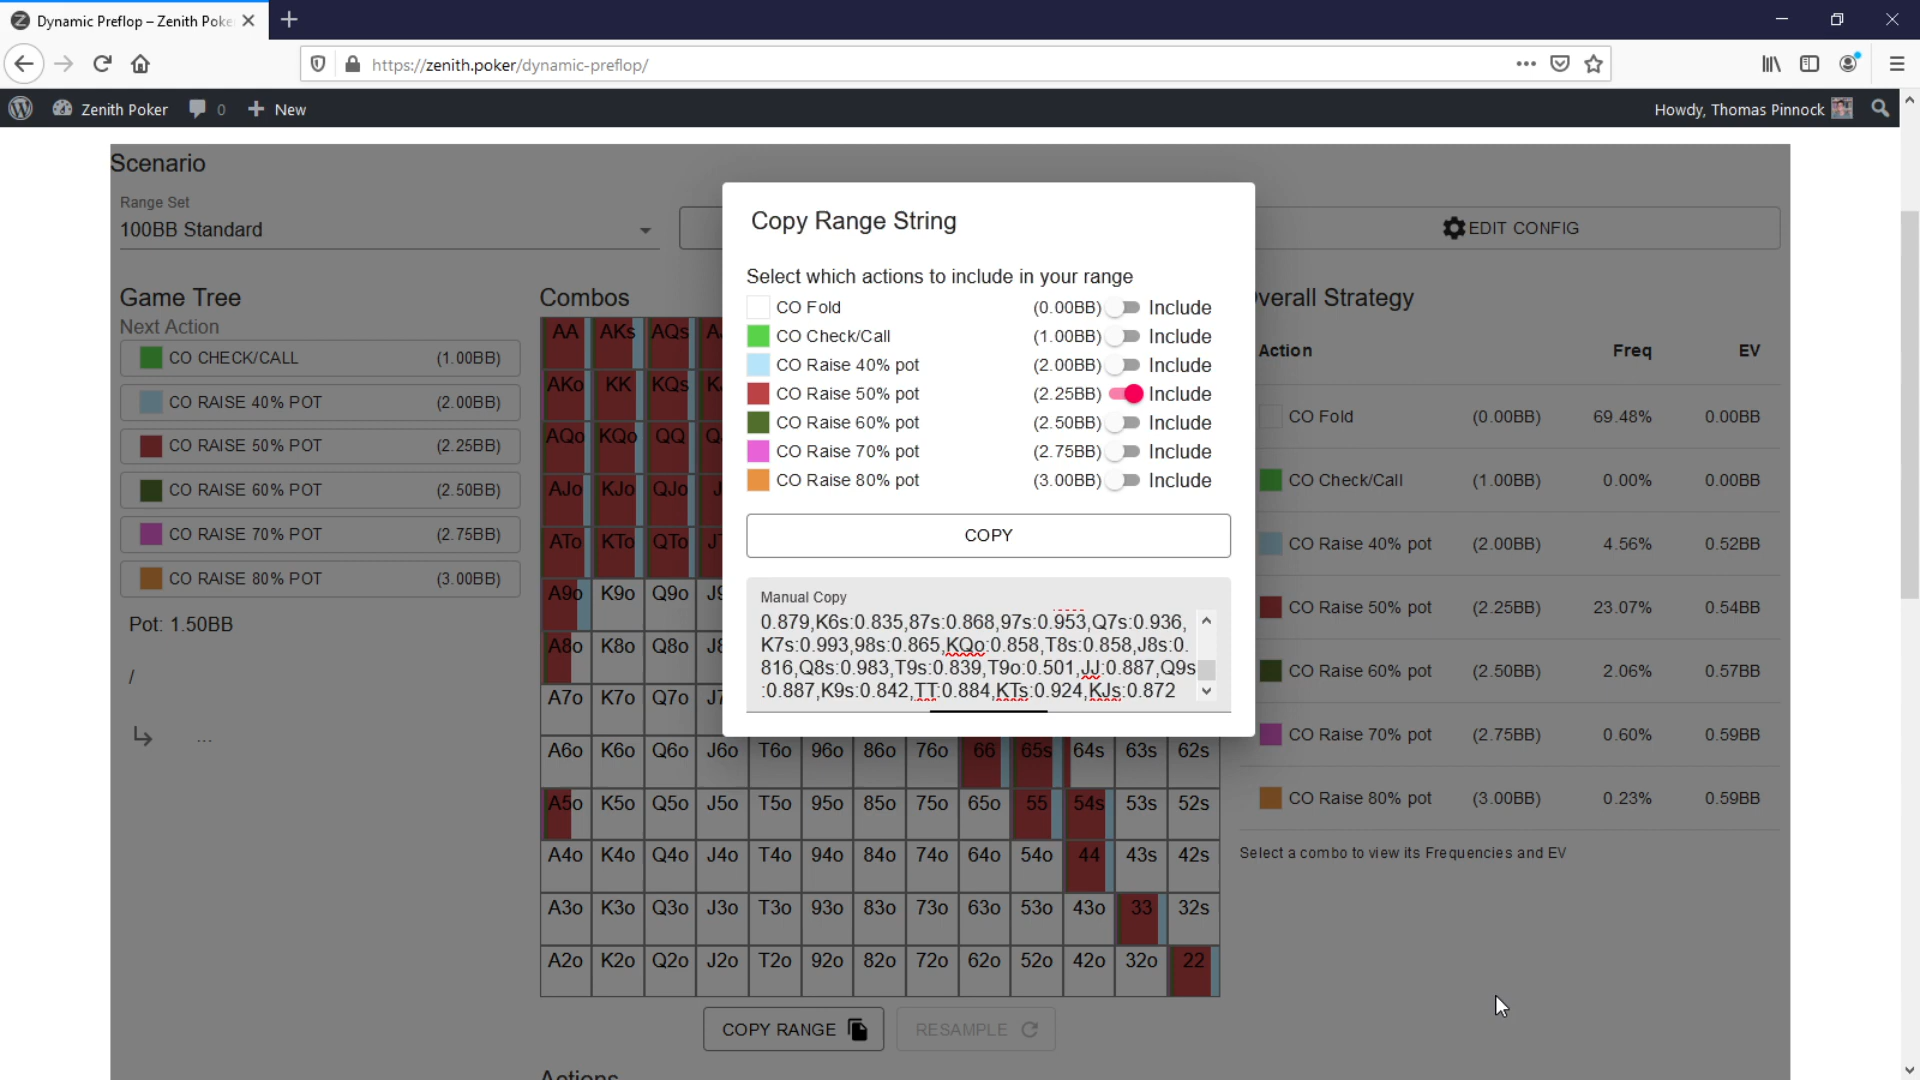 Dynamic Preflop – Zenith Poke
https://zenith.poker/dynamic-preflop/
Zenith Poker 0 New
Howdy, Thomas Pinnock
Scenario
Range Set
100BB Standard
EDIT CONFIG
Game Tree
Next Action
CO CHECK/CALL (1.00BB)
CO RAISE 40% POT (2.00BB)
CO RAISE 50% POT (2.25BB)
CO RAISE 60% POT (2.50BB)
CO RAISE 70% POT (2.75BB)
CO RAISE 80% POT (3.00BB)
Pot: 1.50BB
/
...
Combos
AA AKs AQs A
AKo KK KQs K
AQo KQo QQ Q
AJo KJo QJo J
ATo KTo QTo JT
A9o K9o Q9o J9
A8o K8o Q8o J8
A7o K7o Q7o J7
A6o K6o Q6o J6o T6o 96o 86o 76o 66 65s 64s 63s 62s
A5o K5o Q5o J5o T5o 95o 85o 75o 65o 55 54s 53s 52s
A4o K4o Q4o J4o T4o 94o 84o 74o 64o 54o 44 43s 42s
A3o K3o Q3o J3o T3o 93o 83o 73o 63o 53o 43o 33 32s
A2o K2o Q2o J2o T2o 92o 82o 72o 62o 52o 42o 32o 22
COPY RANGE
RESAMPLE
Actions
Copy Range String
Select which actions to include in your range
CO Fold (0.00BB) Include
CO Check/Call (1.00BB) Include
CO Raise 40% pot (2.00BB) Include
CO Raise 50% pot (2.25BB) Include
CO Raise 60% pot (2.50BB) Include
CO Raise 70% pot (2.75BB) Include
CO Raise 80% pot (3.00BB) Include
COPY
Manual Copy
0.879,K6s:0.835,87s:0.868,97s:0.953,Q7s:0.936,
K7s:0.993,98s:0.865,KQo:0.858,T8s:0.858,J8s:0.
816,Q8s:0.983,T9s:0.839,T9o:0.501,JJ:0.887,Q9s
:0.887,K9s:0.842,TT:0.884,KTs:0.924,KJs:0.872
verall Strategy
Action Freq EV
CO Fold (0.00BB) 69.48% 0.00BB
CO Check/Call (1.00BB) 0.00% 0.00BB
CO Raise 40% pot (2.00BB) 4.56% 0.52BB
CO Raise 50% pot (2.25BB) 23.07% 0.54BB
CO Raise 60% pot (2.50BB) 2.06% 0.57BB
CO Raise 70% pot (2.75BB) 0.60% 0.59BB
CO Raise 80% pot (3.00BB) 0.23% 0.59BB
Select a combo to view its Frequencies and EV